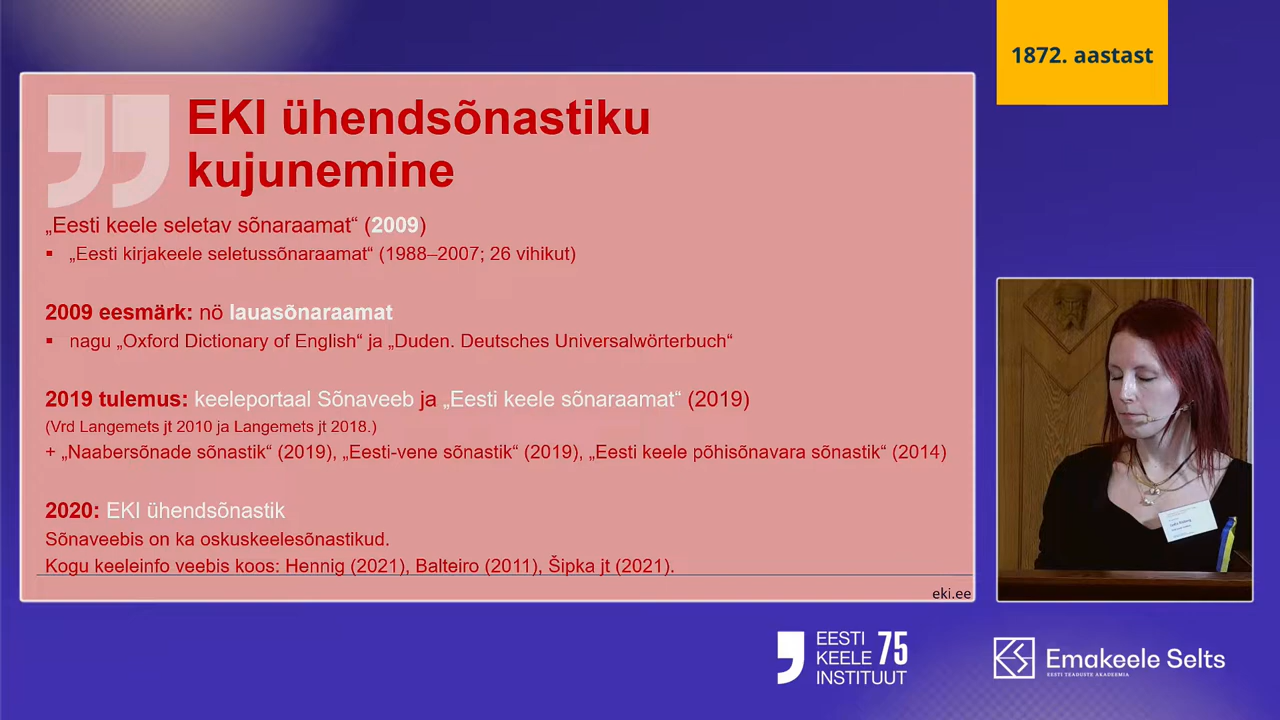 1872. aastast
EKI ühendsõnastiku
kujunemine
„Eesti keele seletav sõnaraamat“ (2009)
▪ „Eesti kirjakeele seletussõnaraamat“ (1988–2007; 26 vihikut)
2009 eesmärk: nö lauasõnaraamat
▪ nagu „Oxford Dictionary of English“ ja „Duden. Deutsches Universalwörterbuch“
2019 tulemus: keeleportaal Sõnaveeb ja „Eesti keele sõnaraamat“ (2019)
(Vrd Langemets jt 2010 ja Langemets jt 2018.)
+ „Naabersõnade sõnastik“ (2019), „Eesti-vene sõnastik“ (2019), „Eesti keele põhisõnavara sõnastik“ (2014)
2020: EKI ühendsõnastik
Sõnaveebis on ka oskuskeelesõnastikud.
Kogu keeleinfo veebis koos: Hennig (2021), Balteiro (2011), Šipka jt (2021).
eki.ee
EESTI
KEELE 75
INSTITUUT
Emakeele Selts
EESTI TEADUSTE AKADEEMIA